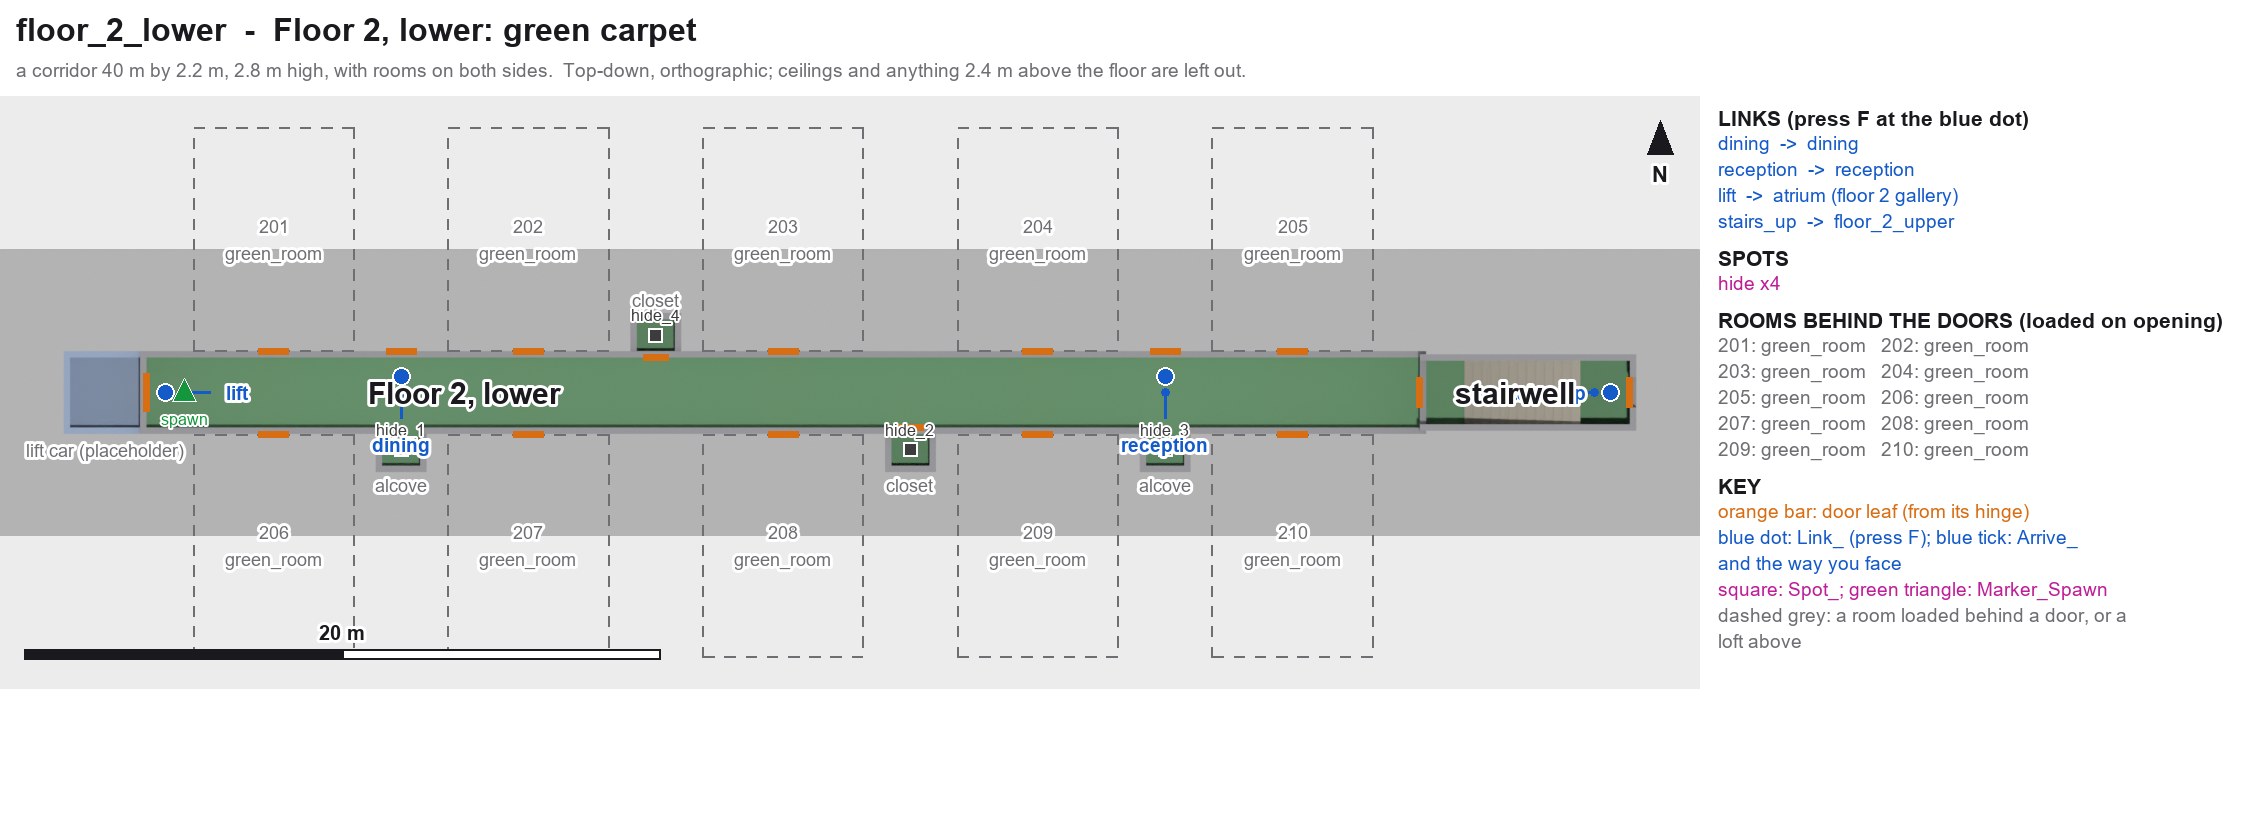 floor_2_lower - Floor 2, lower: green carpet
a corridor 40 m by 2.2 m, 2.8 m high, with rooms on both sides. Top-down, orthographic; ceilings and anything 2.4 m above the floor are left out.
201
green_room
202
green_room
203
green_room
204
green_room
205
green_room
N
closet
hide_4
lift
spawn
Floor 2, lower
stairwell
p
lift car (placeholder)
hide_1
dining
alcove
hide_2
closet
hide_3
reception
alcove
206
green_room
207
green_room
208
green_room
209
green_room
210
green_room
20 m
LINKS (press F at the blue dot)
dining -> dining
reception -> reception
lift -> atrium (floor 2 gallery)
stairs_up -> floor_2_upper
SPOTS
hide x4
ROOMS BEHIND THE DOORS (loaded on opening)
201: green_room 202: green_room
203: green_room 204: green_room
205: green_room 206: green_room
207: green_room 208: green_room
209: green_room 210: green_room
KEY
orange bar: door leaf (from its hinge)
blue dot: Link_ (press F); blue tick: Arrive_
and the way you face
square: Spot_; green triangle: Marker_Spawn
dashed grey: a room loaded behind a door, or a
loft above